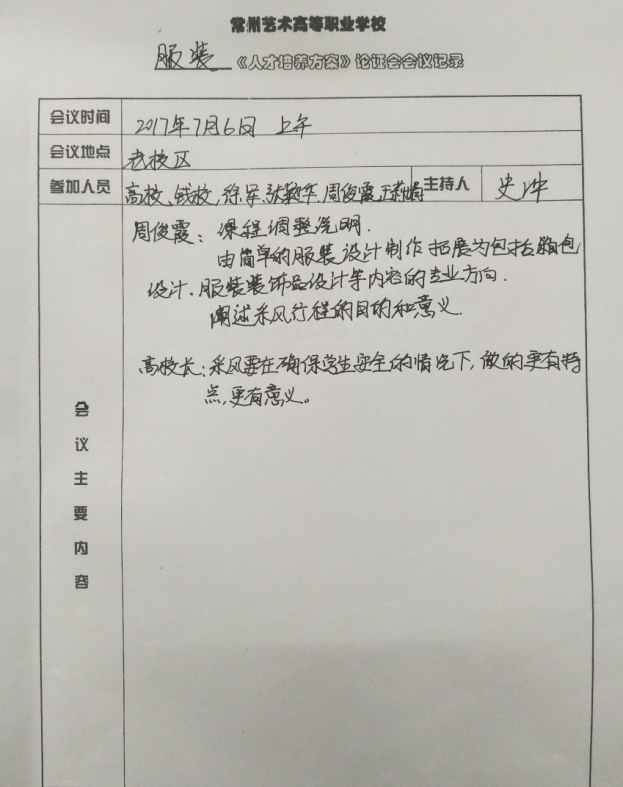 常州艺术高等职业学校
服装《人才培养方案》论证会会议记录
会议时间 2017年7月6日 上午
会议地点 老校区
参加人员 高校、钱校、徐军、张艳华、周俊霞、王莉娟 主持人 史冲
周俊霞：课程调整说明.
由简单的服装设计制作拓展为包括箱包
设计、服装装饰品设计等内容的专业方向.
阐述采风行程的目的和意义.
高校长：采风要在确保学生安全的情况下，做的更有特
点，更有意义。
会议主要内容